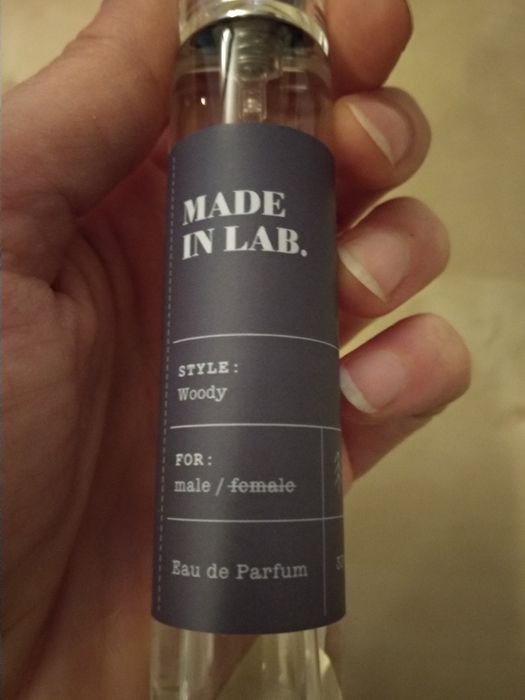 MADE
IN LAB.
STYLE:
Woody
FOR:
male / female
Eau de Parfum